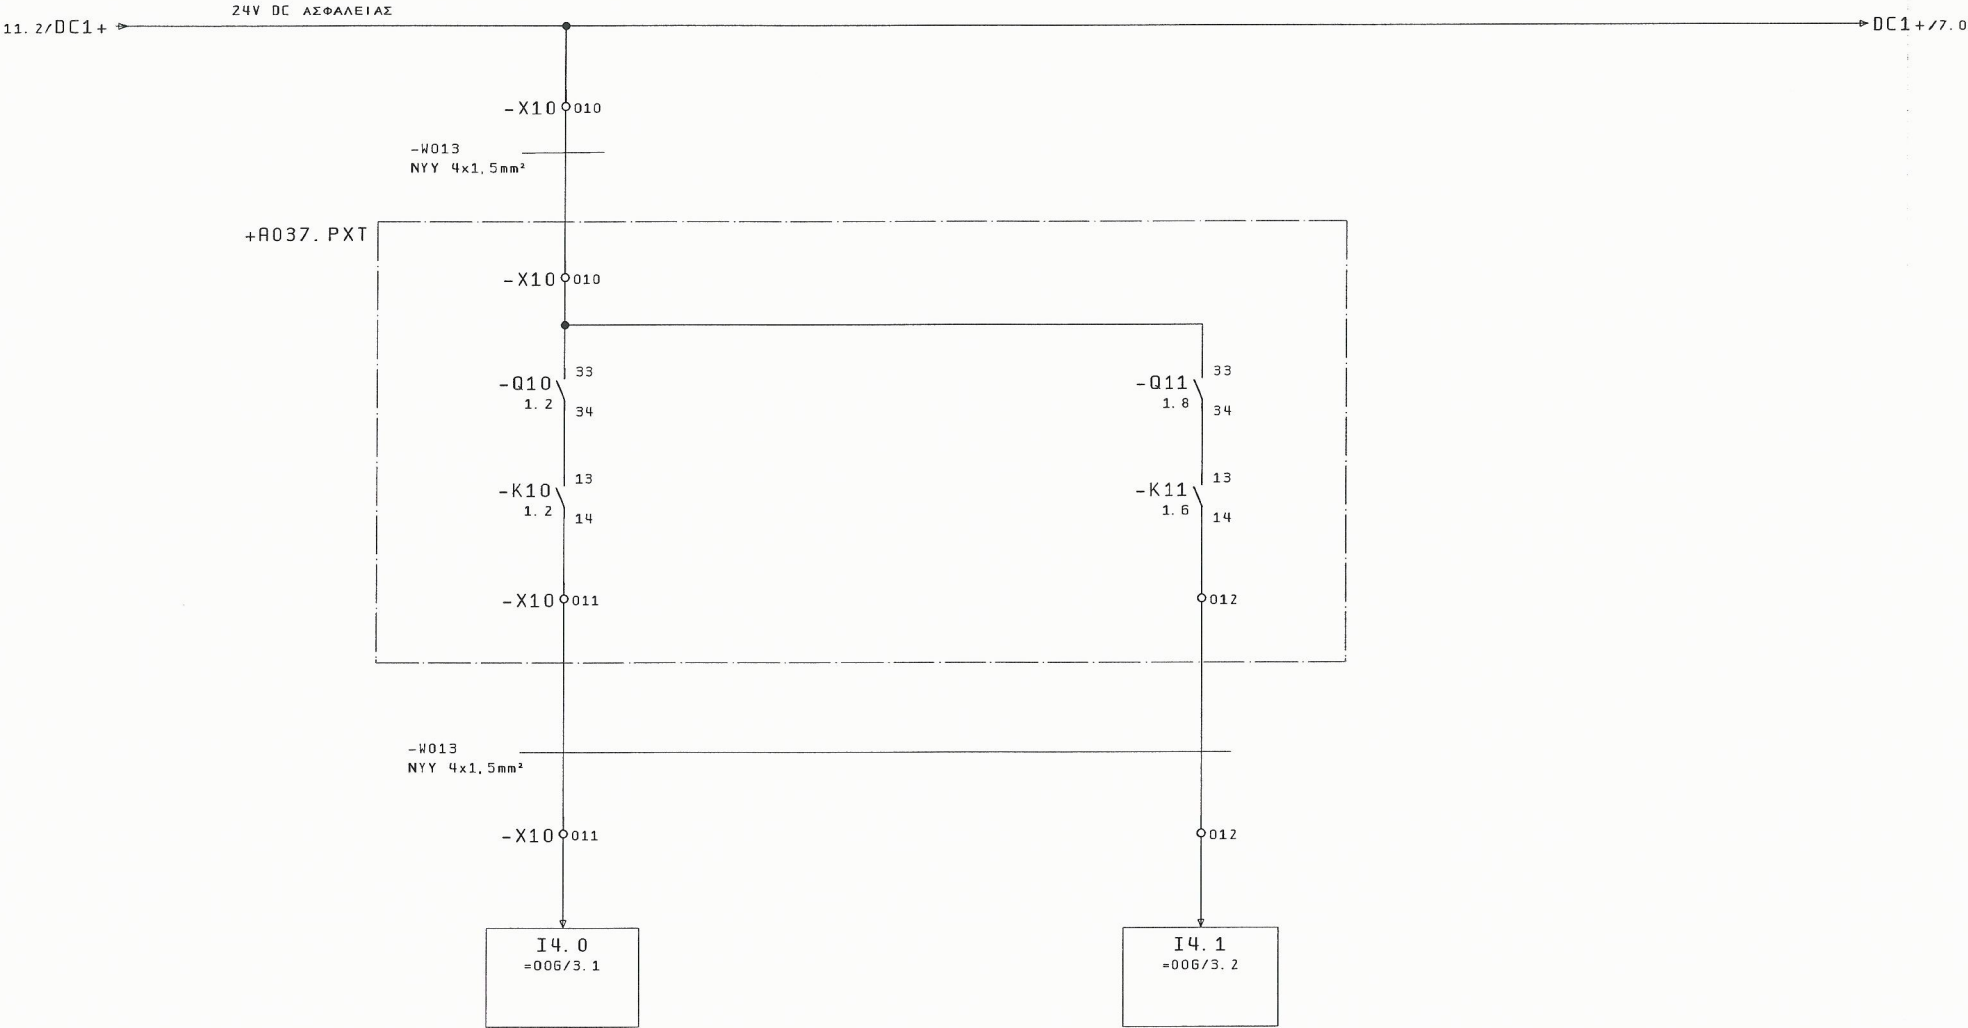 24V DC ΑΣΦΑΛΕΙΑΣ
11.2/DC1+
DC1+/7.0
-X10 010
-W013
NYY 4x1,5mm²
+A037.PXT
-X10 010
-Q10 33
1.2 34
-Q11 33
1.8 34
-K10 13
1.2 14
-K11 13
1.6 14
-X10 011
012
-W013
NYY 4x1,5mm²
-X10 011
012
I4.0
=00G/3.1
I4.1
=00G/3.2